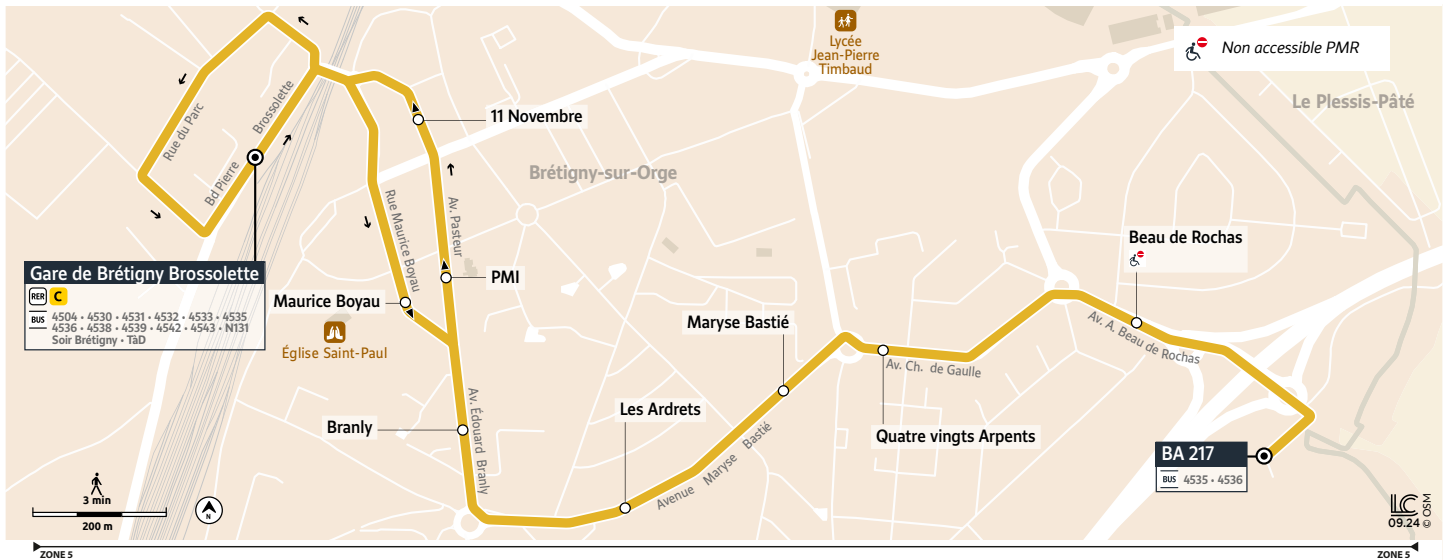 Lycée
Jean-Pierre
Timbaud
Non accessible PMR
Le Plessis-Pâté
Rue du Parc
Bd Pierre Brossolette
11 Novembre
Brétigny-sur-Orge
Av. Pasteur
Rue Maurice Boyau
Beau de Rochas
Gare de Brétigny Brossolette
RER C
BUS 4504 • 4530 • 4531 • 4532 • 4533 • 4535
4536 • 4538 • 4539 • 4542 • 4543 • N131
Soir Brétigny • TàD
PMI
Maurice Boyau
Église Saint-Paul
Maryse Bastié
Av. A. Beau de Rochas
Av. Ch. de Gaulle
Av. Édouard Branly
Les Ardrets
Branly
Quatre vingts Arpents
Avenue Maryse Bastié
BA 217
BUS 4535 • 4536
3 min
200 m
N
LC
09.24 © OSM
ZONE 5
ZONE 5